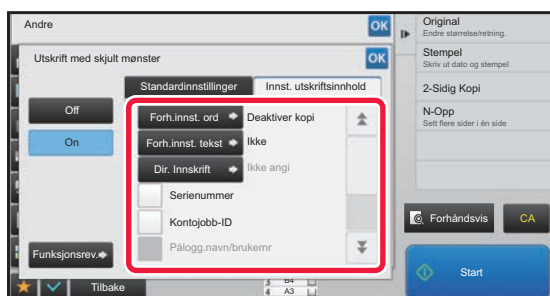 Andre
OK
Utskrift med skjult mønster
OK
Standardinnstillinger
Innst. utskriftsinnhold
Off
On
Forh.innst. ord
Deaktiver kopi
Forh.innst. tekst
Ikke
Dir. Innskrift
Ikke angi
Serienummer
Kontojobb-ID
Pålogg.navn/brukernr
Funksjonsrev.
Tilbake
3 B4
4 A3
Original
Endre størrelse/retning.
Stempel
Skriv ut dato og stempel
2-Sidig Kopi
N-Opp
Sett flere sider i én side
Forhåndsvis
CA
Start